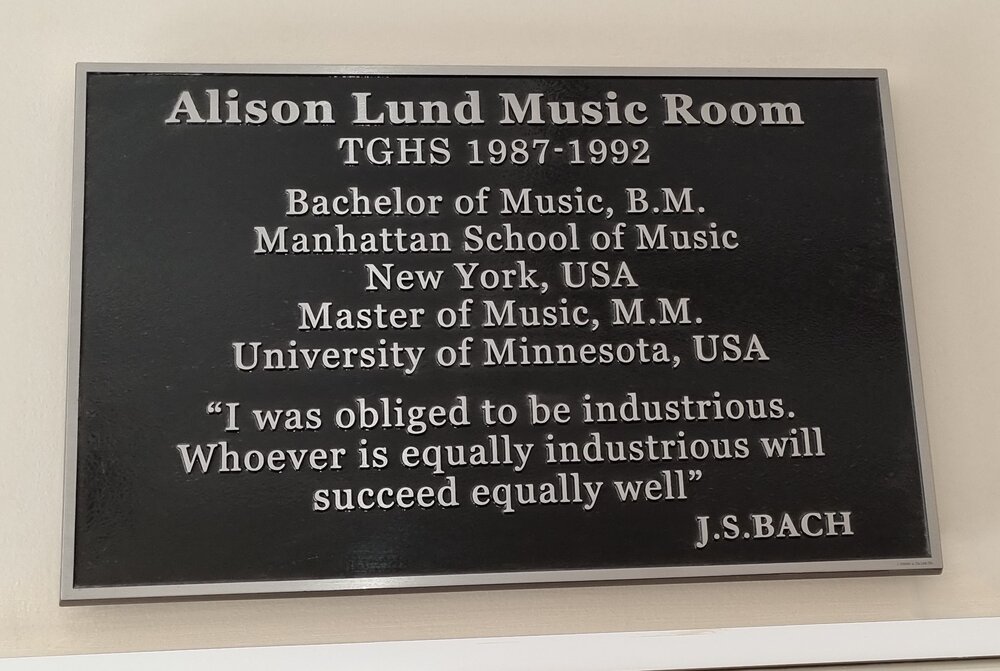 Alison Lund Music Room
TGHS 1987-1992
Bachelor of Music, B.M.
Manhattan School of Music
New York, USA
Master of Music, M.M.
University of Minnesota, USA
“I was obliged to be industrious.
Whoever is equally industrious will
succeed equally well”
J.S.BACH